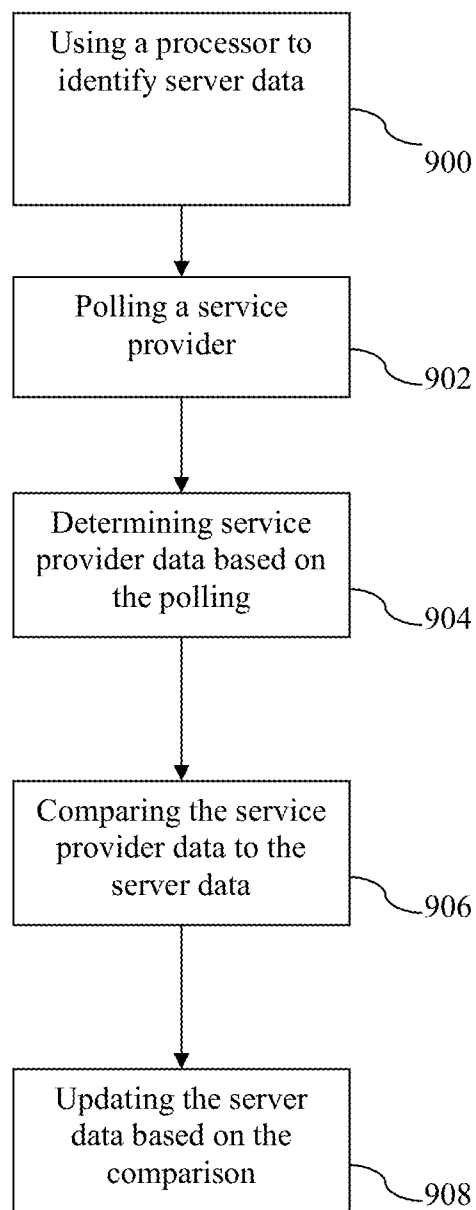 Using a processor to
identify server data
900
Polling a service
provider
902
Determining service
provider data based on
the polling
904
Comparing the service
provider data to the
server data
906
Updating the server
data based on the
comparison
908